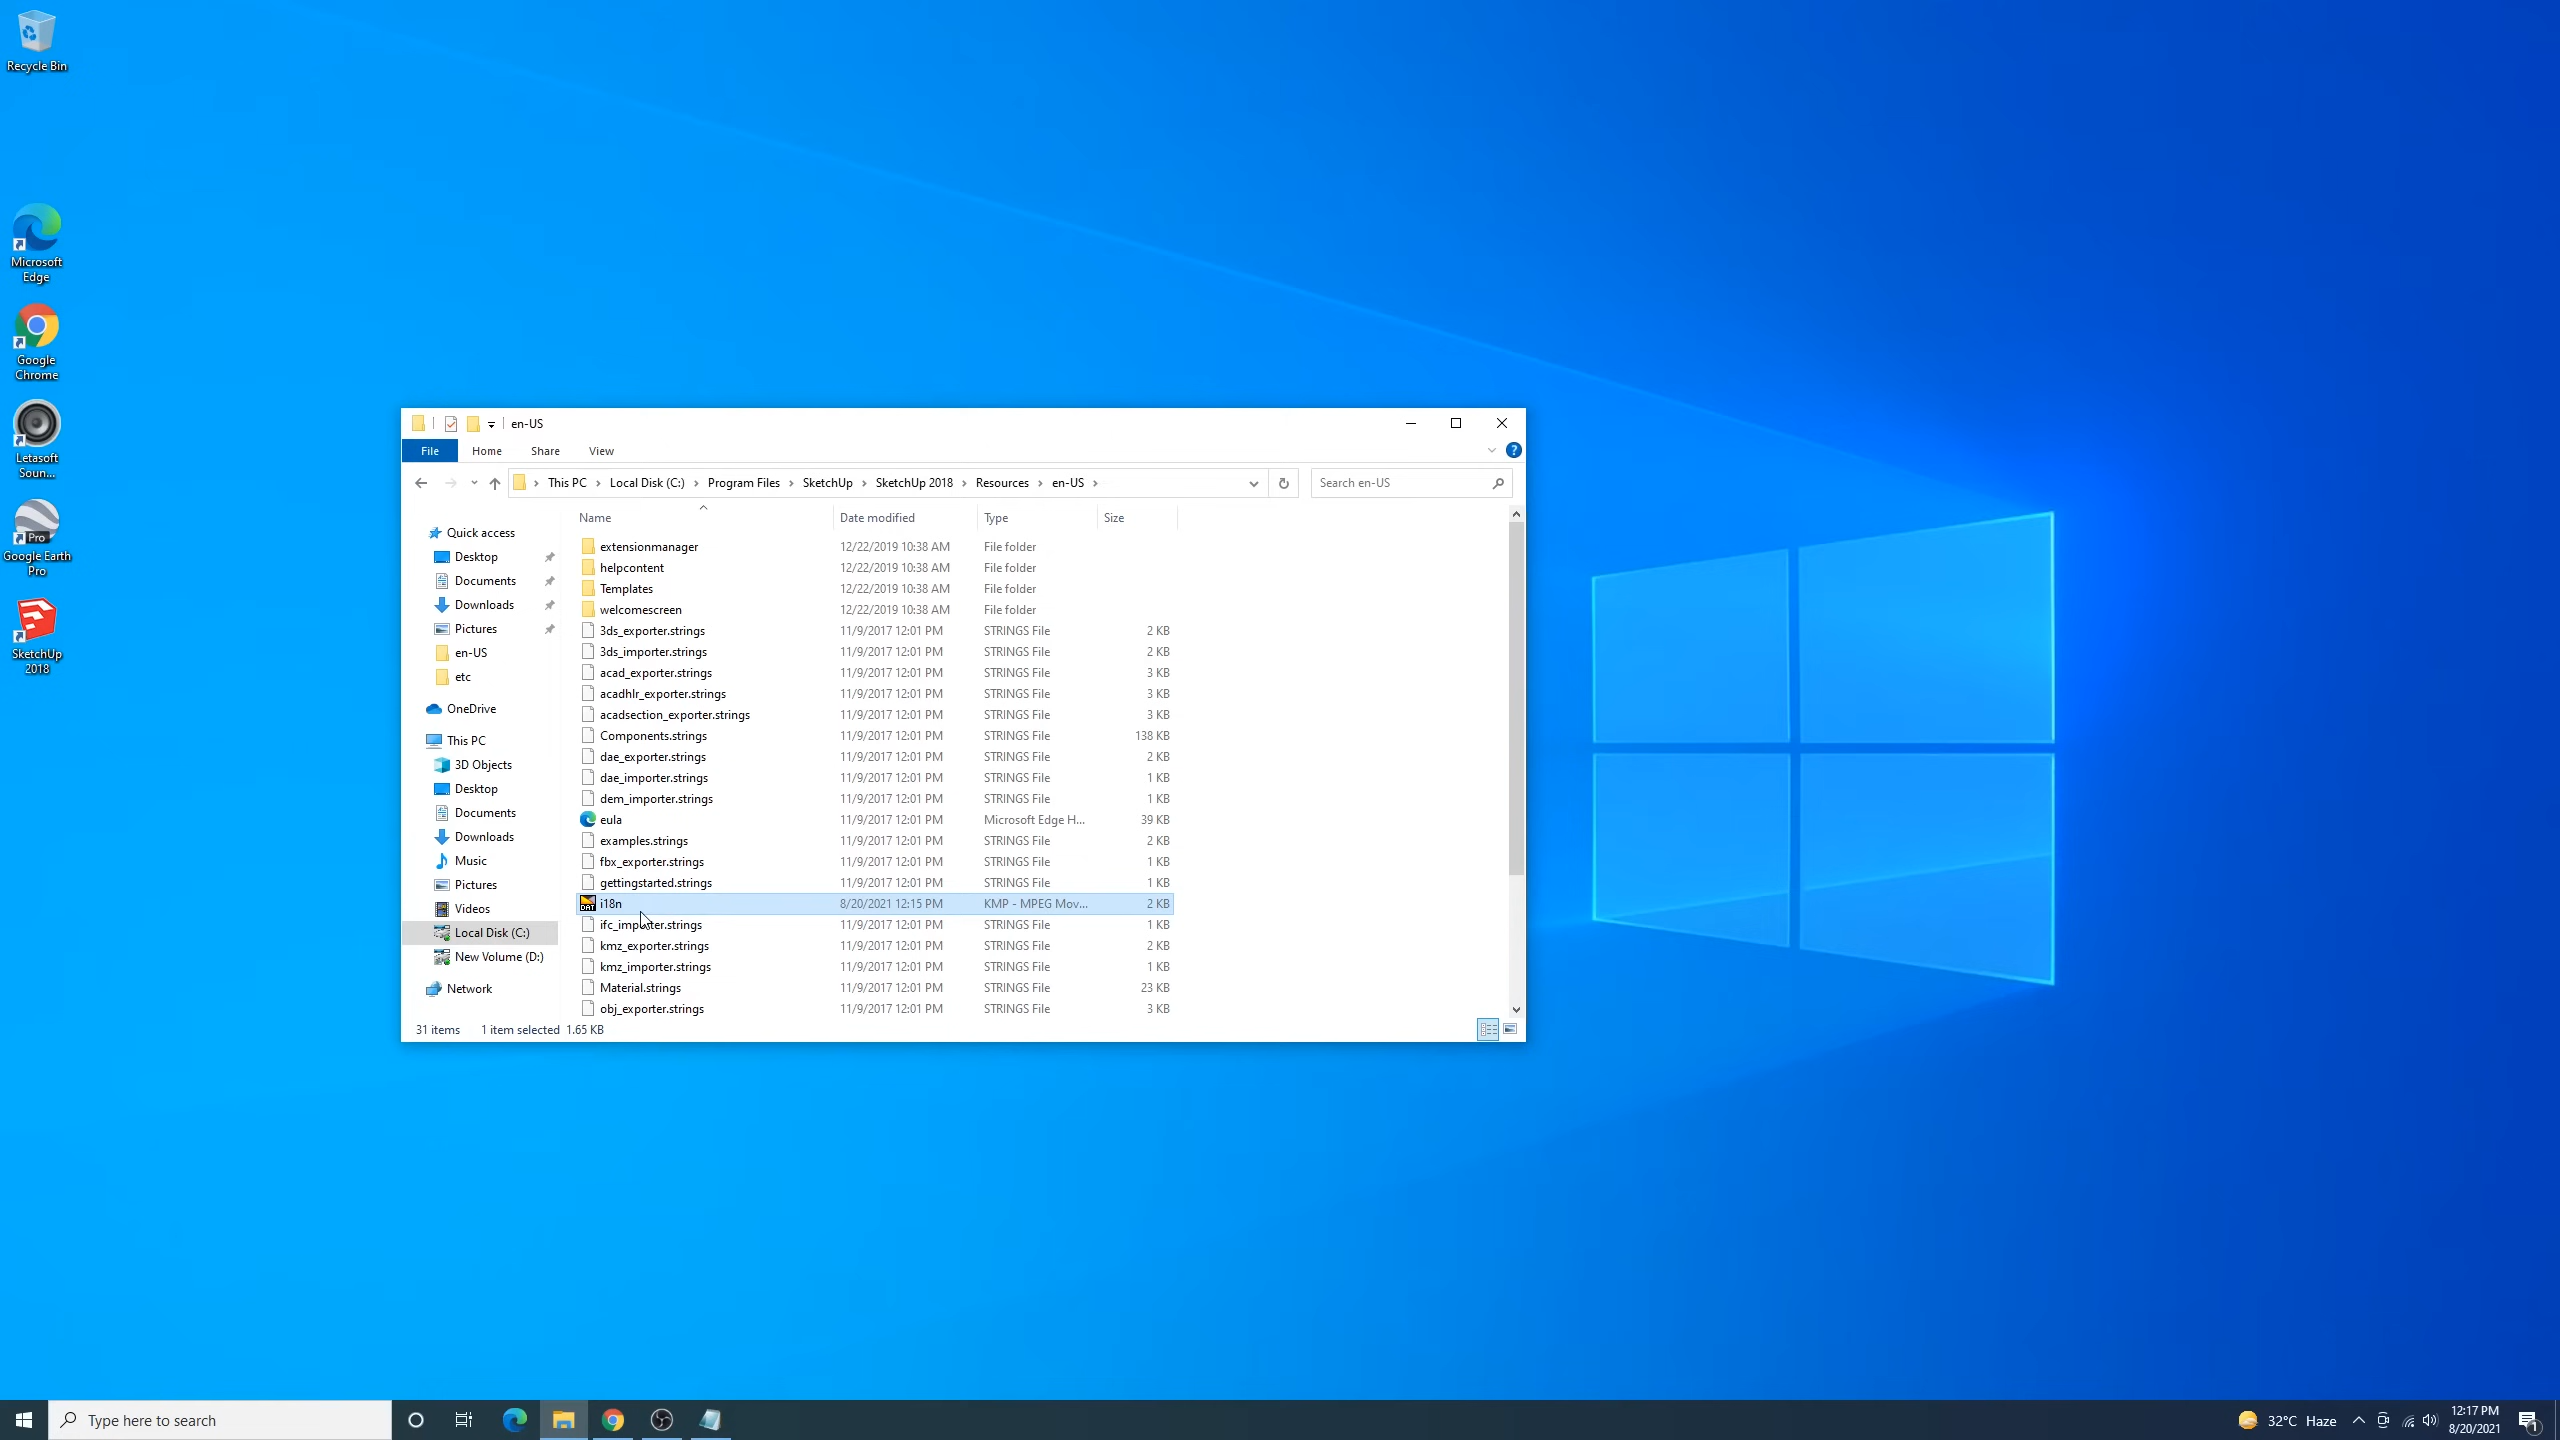 Recycle Bin
Microsoft
Edge
Google
Chrome
Letasoft
Soun...
Pro
Google Earth
Pro
SketchUp
2018
en-US
File Home Share View
This PC Local Disk (C:) Program Files SketchUp SketchUp 2018 Resources en-US
Search en-US
Quick access
Desktop
Documents
Downloads
Pictures
en-US
etc
OneDrive
This PC
3D Objects
Desktop
Documents
Downloads
Music
Pictures
Videos
Local Disk (C:)
New Volume (D:)
Network
Name Date modified Type Size
extensionmanager 12/22/2019 10:38 AM File folder
helpcontent 12/22/2019 10:38 AM File folder
Templates 12/22/2019 10:38 AM File folder
welcomescreen 12/22/2019 10:38 AM File folder
3ds_exporter.strings 11/9/2017 12:01 PM STRINGS File 2 KB
3ds_importer.strings 11/9/2017 12:01 PM STRINGS File 2 KB
acad_exporter.strings 11/9/2017 12:01 PM STRINGS File 3 KB
acadhlr_exporter.strings 11/9/2017 12:01 PM STRINGS File 3 KB
acadsection_exporter.strings 11/9/2017 12:01 PM STRINGS File 3 KB
Components.strings 11/9/2017 12:01 PM STRINGS File 138 KB
dae_exporter.strings 11/9/2017 12:01 PM STRINGS File 2 KB
dae_importer.strings 11/9/2017 12:01 PM STRINGS File 1 KB
dem_importer.strings 11/9/2017 12:01 PM STRINGS File 1 KB
eula 11/9/2017 12:01 PM Microsoft Edge H... 39 KB
examples.strings 11/9/2017 12:01 PM STRINGS File 2 KB
fbx_exporter.strings 11/9/2017 12:01 PM STRINGS File 1 KB
gettingstarted.strings 11/9/2017 12:01 PM STRINGS File 1 KB
DAT i18n 8/20/2021 12:15 PM KMP - MPEG Mov... 2 KB
ifc_importer.strings 11/9/2017 12:01 PM STRINGS File 1 KB
kmz_exporter.strings 11/9/2017 12:01 PM STRINGS File 2 KB
kmz_importer.strings 11/9/2017 12:01 PM STRINGS File 1 KB
Material.strings 11/9/2017 12:01 PM STRINGS File 23 KB
obj_exporter.strings 11/9/2017 12:01 PM STRINGS File 3 KB
31 items 1 item selected 1.65 KB
Type here to search
32°C Haze
12:17 PM
8/20/2021
1